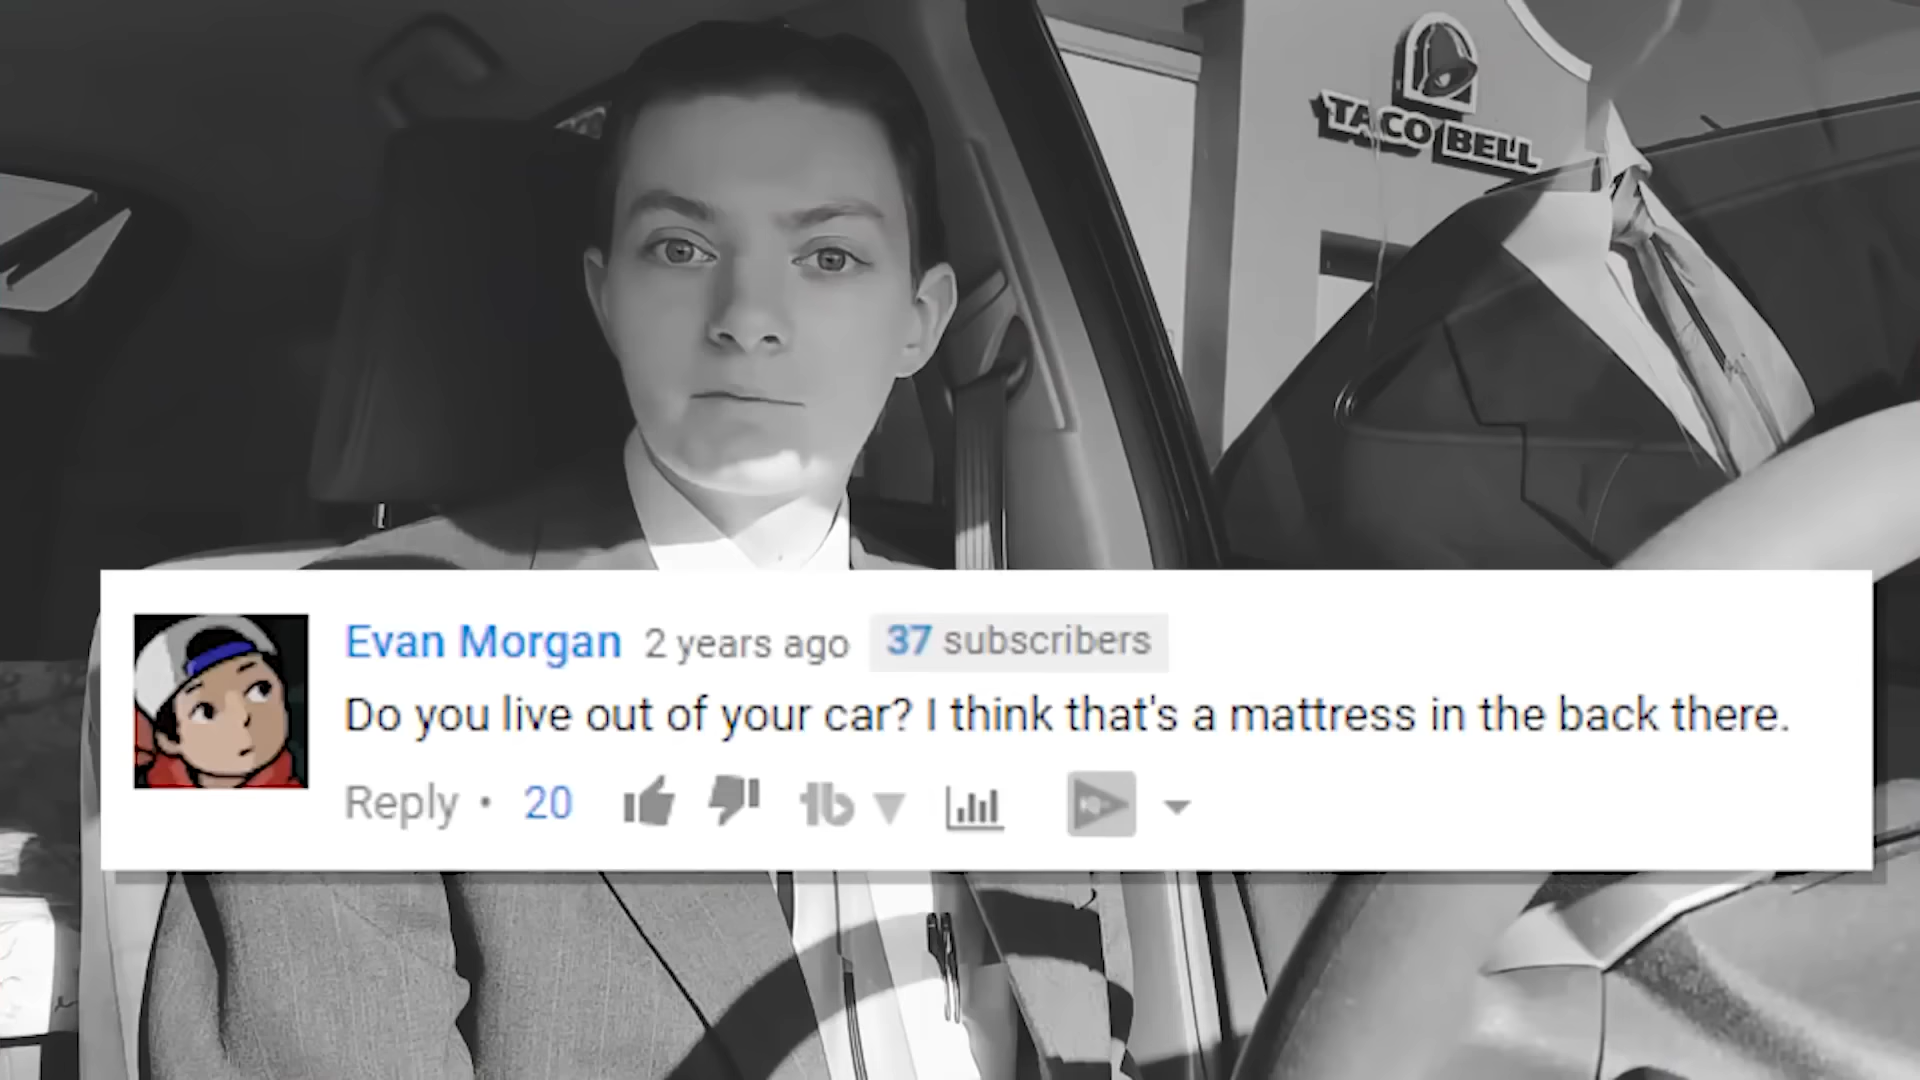 TACO BELL
Evan Morgan 2 years ago 37 subscribers
Do you live out of your car? I think that's a mattress in the back there.
Reply • 20